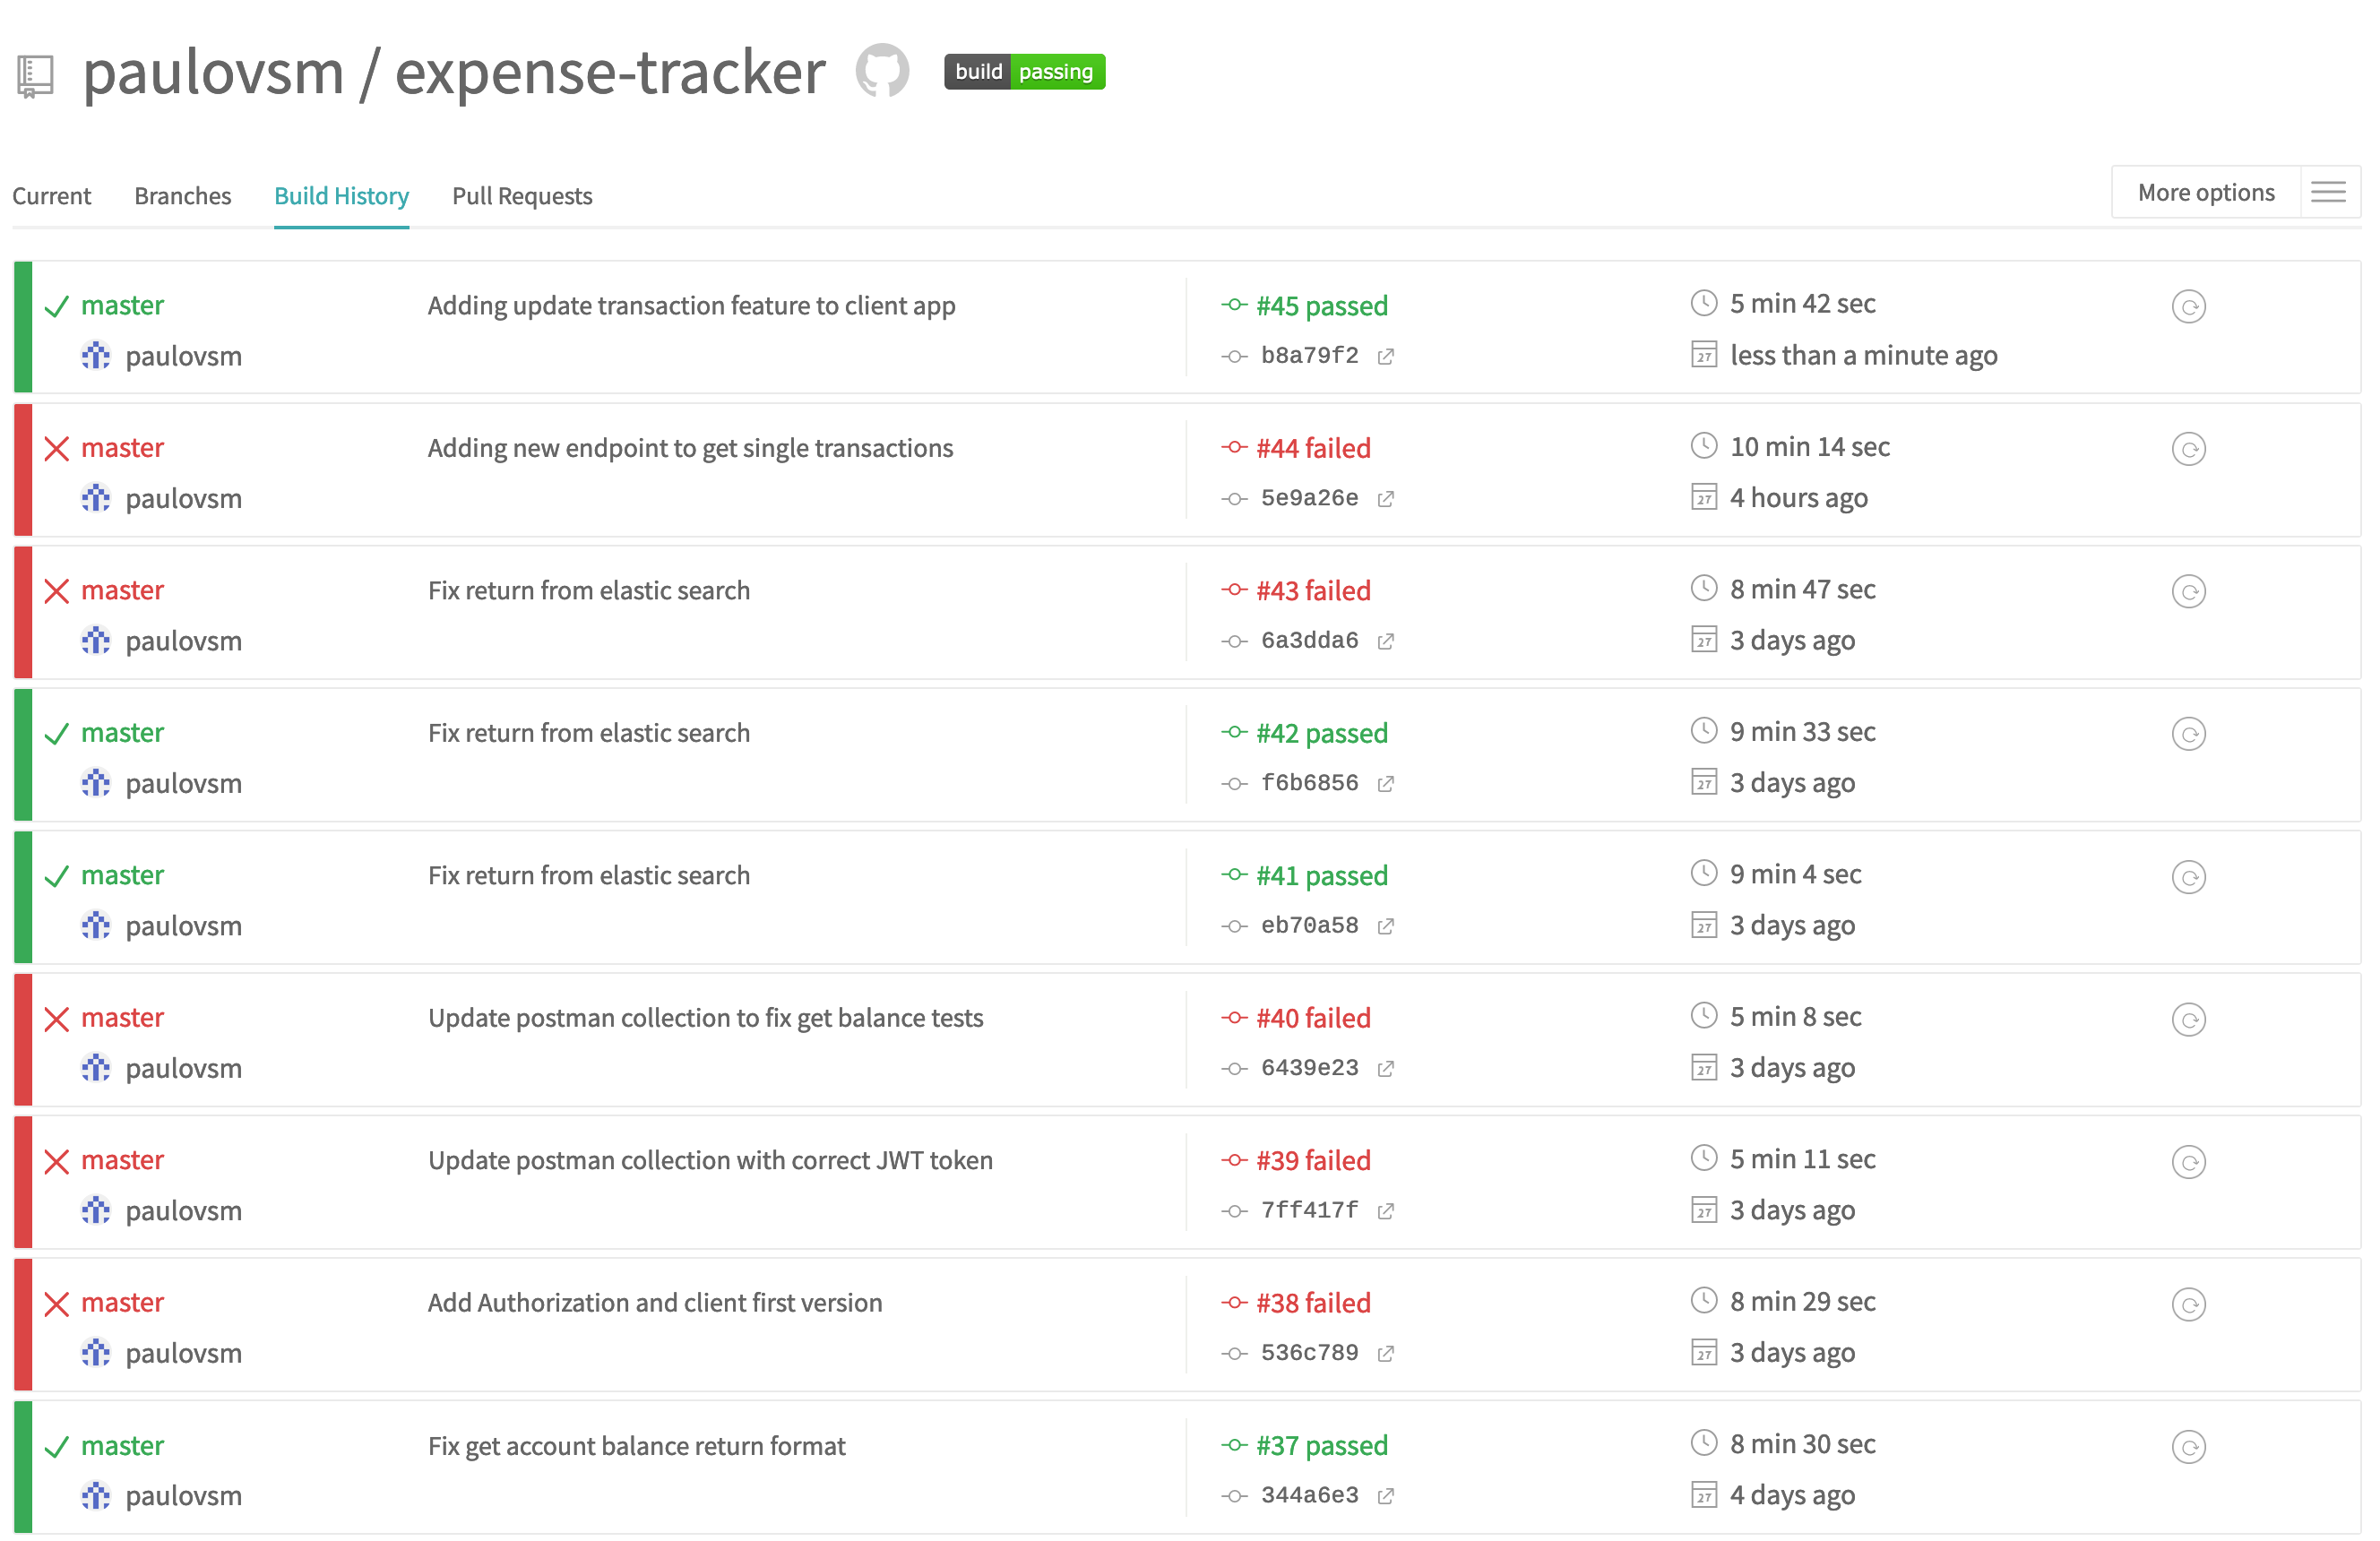 paulovsm / expense-tracker build passing
Current Branches Build History Pull Requests More options
master Adding update transaction feature to client app #45 passed 5 min 42 sec
paulovsm b8a79f2 27 less than a minute ago
master Adding new endpoint to get single transactions #44 failed 10 min 14 sec
paulovsm 5e9a26e 27 4 hours ago
master Fix return from elastic search #43 failed 8 min 47 sec
paulovsm 6a3dda6 27 3 days ago
master Fix return from elastic search #42 passed 9 min 33 sec
paulovsm f6b6856 27 3 days ago
master Fix return from elastic search #41 passed 9 min 4 sec
paulovsm eb70a58 27 3 days ago
master Update postman collection to fix get balance tests #40 failed 5 min 8 sec
paulovsm 6439e23 27 3 days ago
master Update postman collection with correct JWT token #39 failed 5 min 11 sec
paulovsm 7ff417f 27 3 days ago
master Add Authorization and client first version #38 failed 8 min 29 sec
paulovsm 536c789 27 3 days ago
master Fix get account balance return format #37 passed 8 min 30 sec
paulovsm 344a6e3 27 4 days ago